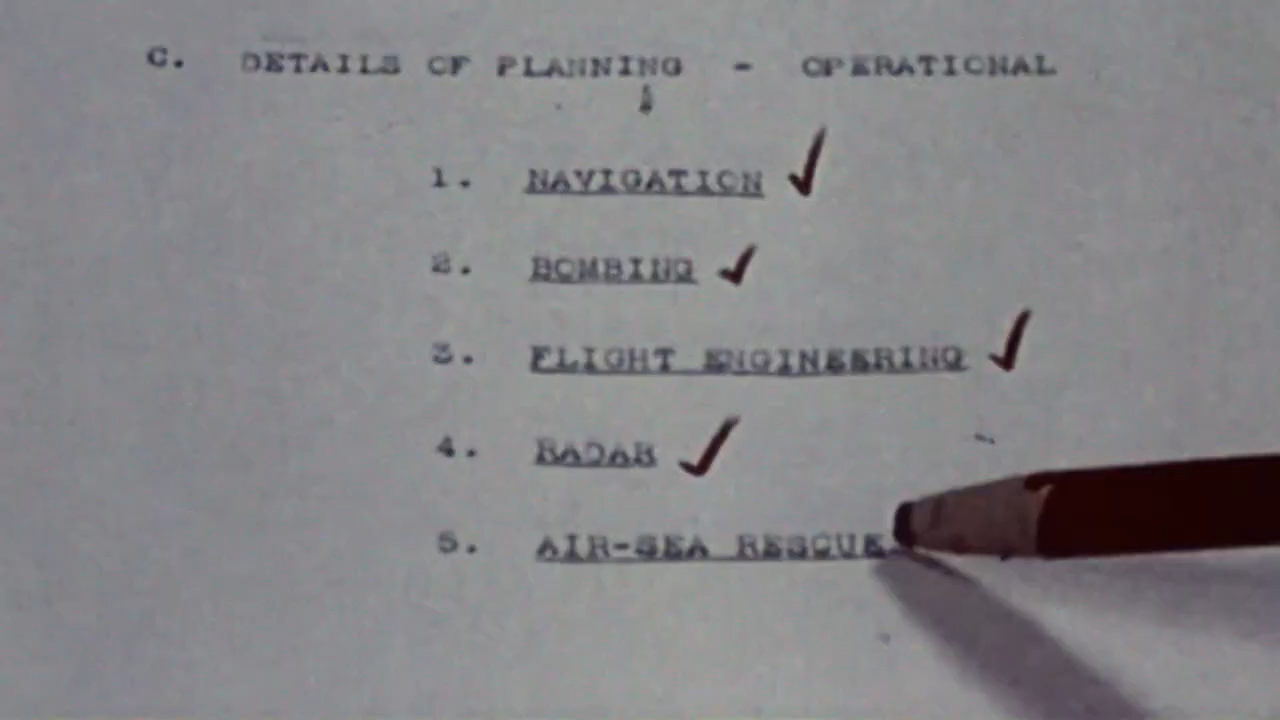 C. DETAILS OF PLANNING - OPERATIONAL
1. NAVIGATION
2. BOMBING
3. FLIGHT ENGINEERING
4. RADAR
5. AIR-SEA RESCUE